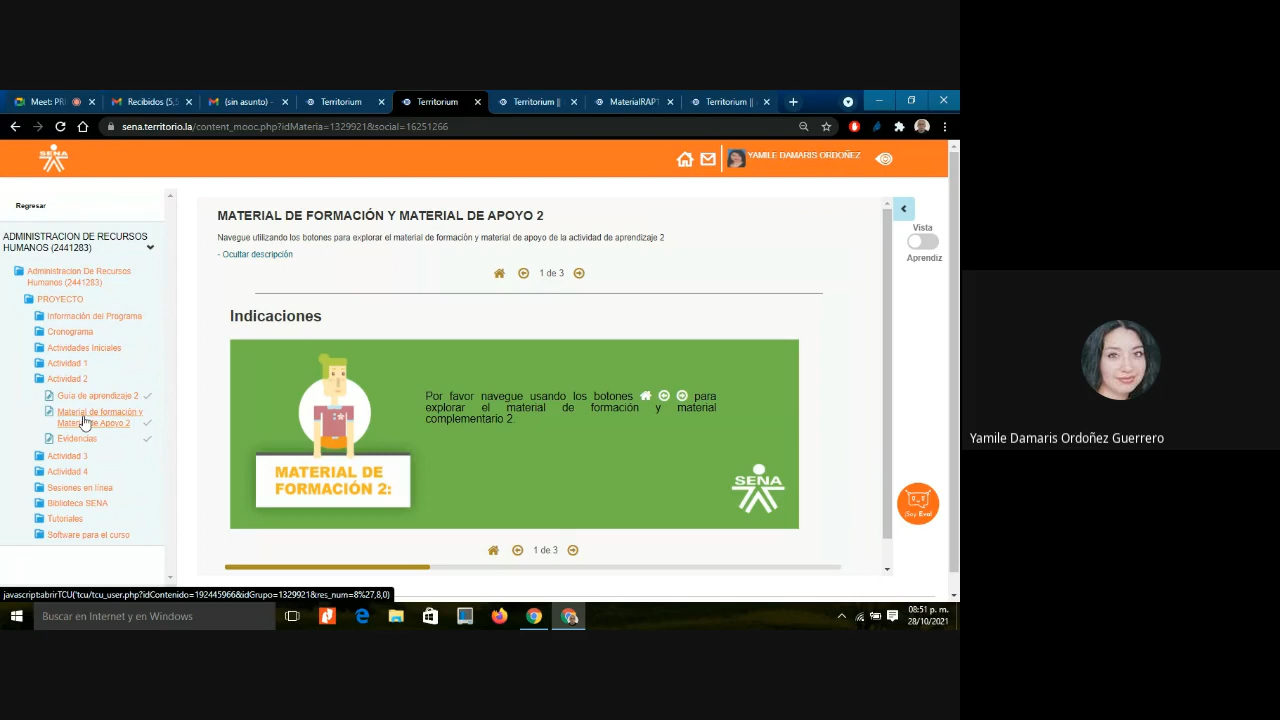 Meet: PRI
Recibidos (5,5
(sin asunto) -
Territorium
Territorium
Territorium ||
MaterialRAP1
Territorium ||
sena.territorio.la/content_mooc.php?idMateria=1329921&social=16251266
SENA
YAMILE DAMARIS ORDOÑEZ
Regresar
ADMINISTRACION DE RECURSOS
HUMANOS (2441283)
Administracion De Recursos
Humanos (2441283)
PROYECTO
Información del Programa
Cronograma
Actividades Iniciales
Actividad 1
Actividad 2
Guía de aprendizaje 2
Material de formación y
Material de Apoyo 2
Evidencias
Actividad 3
Actividad 4
Sesiones en línea
Biblioteca SENA
Tutoriales
Software para el curso
MATERIAL DE FORMACIÓN Y MATERIAL DE APOYO 2
Navegue utilizando los botones para explorar el material de formación y material de apoyo de la actividad de aprendizaje 2
- Ocultar descripción
1 de 3
Indicaciones
Por favor navegue usando los botones para
explorar el material de formación y material
complementario 2.
MATERIAL DE
FORMACIÓN 2:
SENA
1 de 3
Vista
Aprendiz
¡Soy Eva!
javascript:abrirTCU('tcu/tcu_user.php?idContenido=192445966&idGrupo=1329921&res_num=8%27,8,0)
Buscar en Internet y en Windows
08:51 p. m.
28/10/2021
Yamile Damaris Ordoñez Guerrero